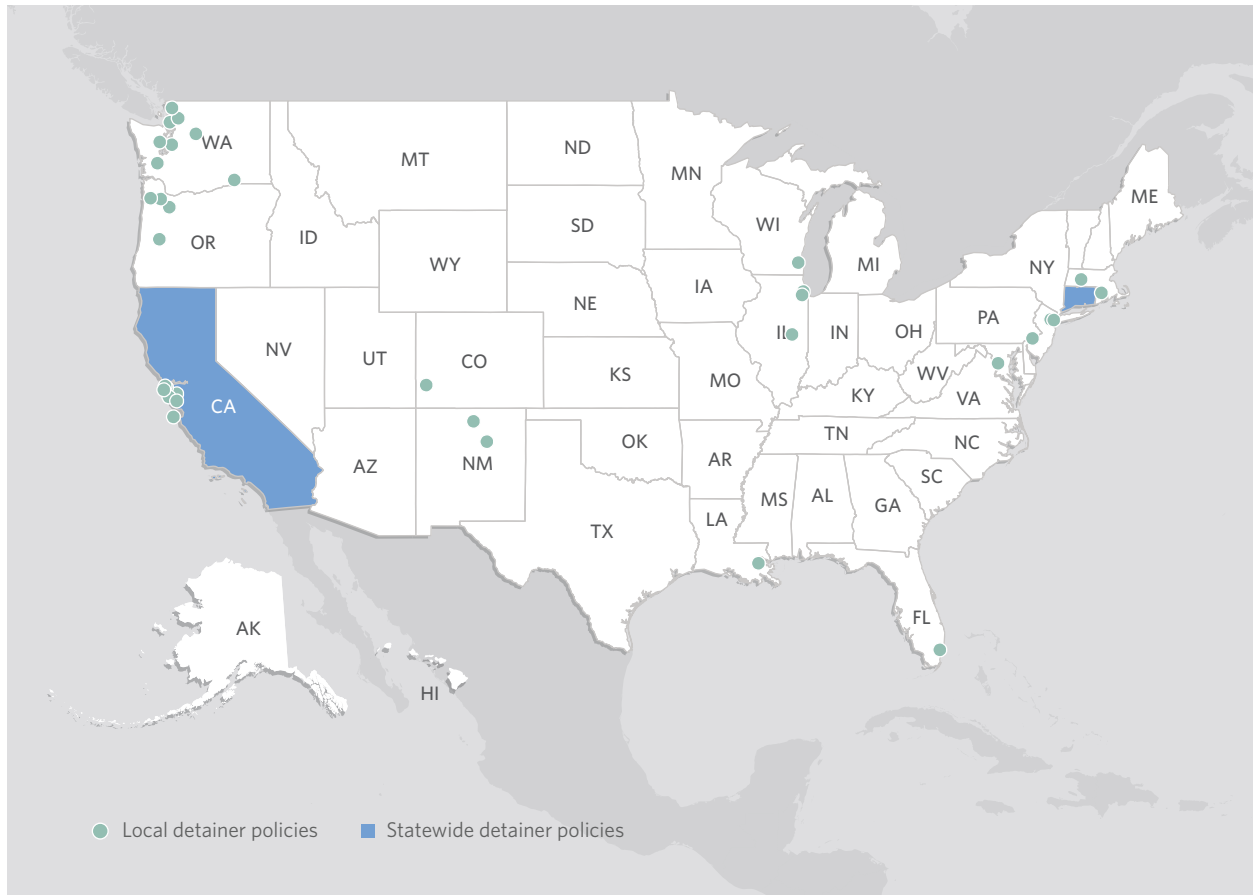 WA
MT
ND
MN
ME
OR
ID
SD
WI
MI
NY
WY
IA
NE
PA
NV
UT
CO
IL
IN
OH
WV
VA
KS
MO
KY
CA
TN
NC
AZ
NM
OK
AR
SC
MS
AL
GA
LA
TX
FL
AK
HI
Local detainer policies
Statewide detainer policies